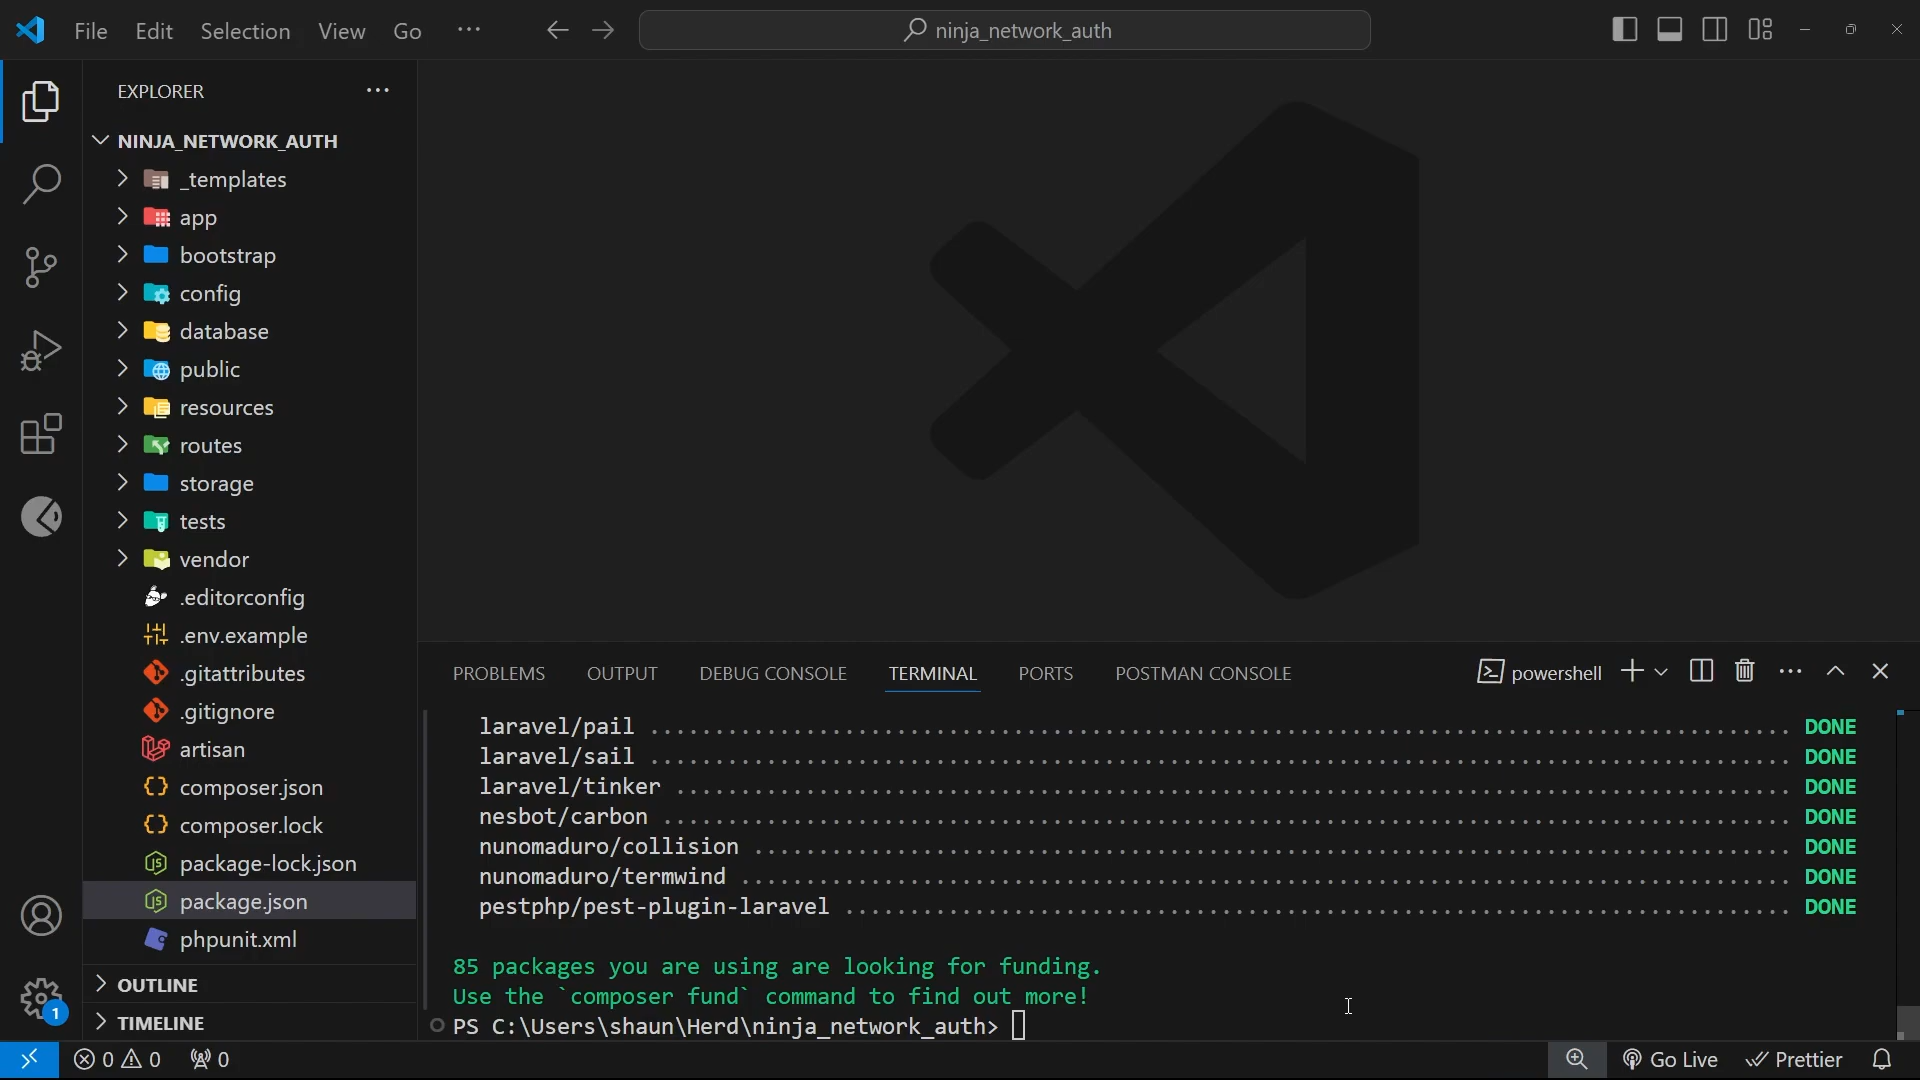 File Edit Selection View Go ···
ninja_network_auth
EXPLORER
NINJA_NETWORK_AUTH
_templates
app
bootstrap
config
database
public
resources
routes
storage
tests
vendor
.editorconfig
.env.example
.gitattributes
.gitignore
artisan
composer.json
composer.lock
package-lock.json
package.json
phpunit.xml
OUTLINE
TIMELINE
PROBLEMS OUTPUT DEBUG CONSOLE TERMINAL PORTS POSTMAN CONSOLE powershell
laravel/pail ........................................................................................ DONE
laravel/sail ........................................................................................ DONE
laravel/tinker ...................................................................................... DONE
nesbot/carbon ....................................................................................... DONE
nunomaduro/collision ................................................................................ DONE
nunomaduro/termwind ................................................................................. DONE
pestphp/pest-plugin-laravel ......................................................................... DONE
85 packages you are using are looking for funding.
Use the `composer fund` command to find out more!
PS C:\Users\shaun\Herd\ninja_network_auth>
1
0 0 0 Go Live Prettier